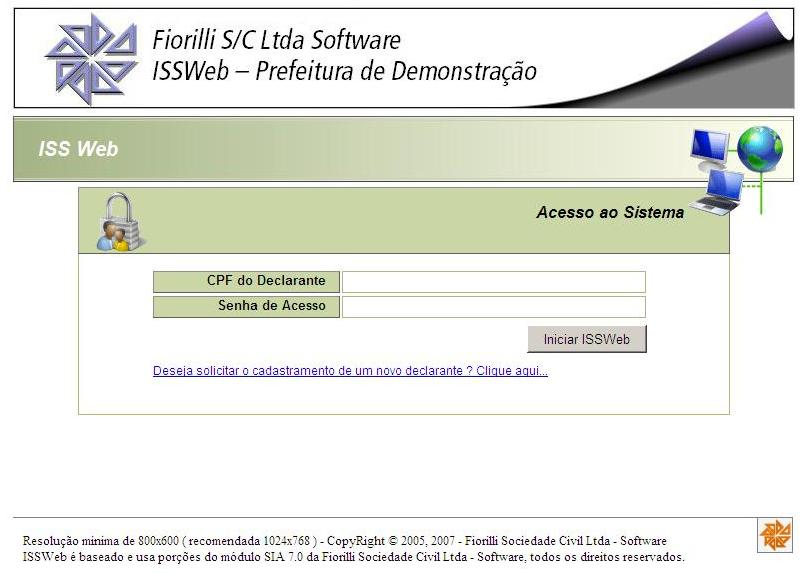 Fiorilli S/C Ltda Software
ISSWeb – Prefeitura de Demonstração
ISS Web
Acesso ao Sistema
CPF do Declarante
Senha de Acesso
Iniciar ISSWeb
Deseja solicitar o cadastramento de um novo declarante ? Clique aqui...
Resolução mínima de 800x600 ( recomendada 1024x768 ) - CopyRight © 2005, 2007 - Fiorilli Sociedade Civil Ltda - Software
ISSWeb é baseado e usa porções do módulo SIA 7.0 da Fiorilli Sociedade Civil Ltda - Software, todos os direitos reservados.